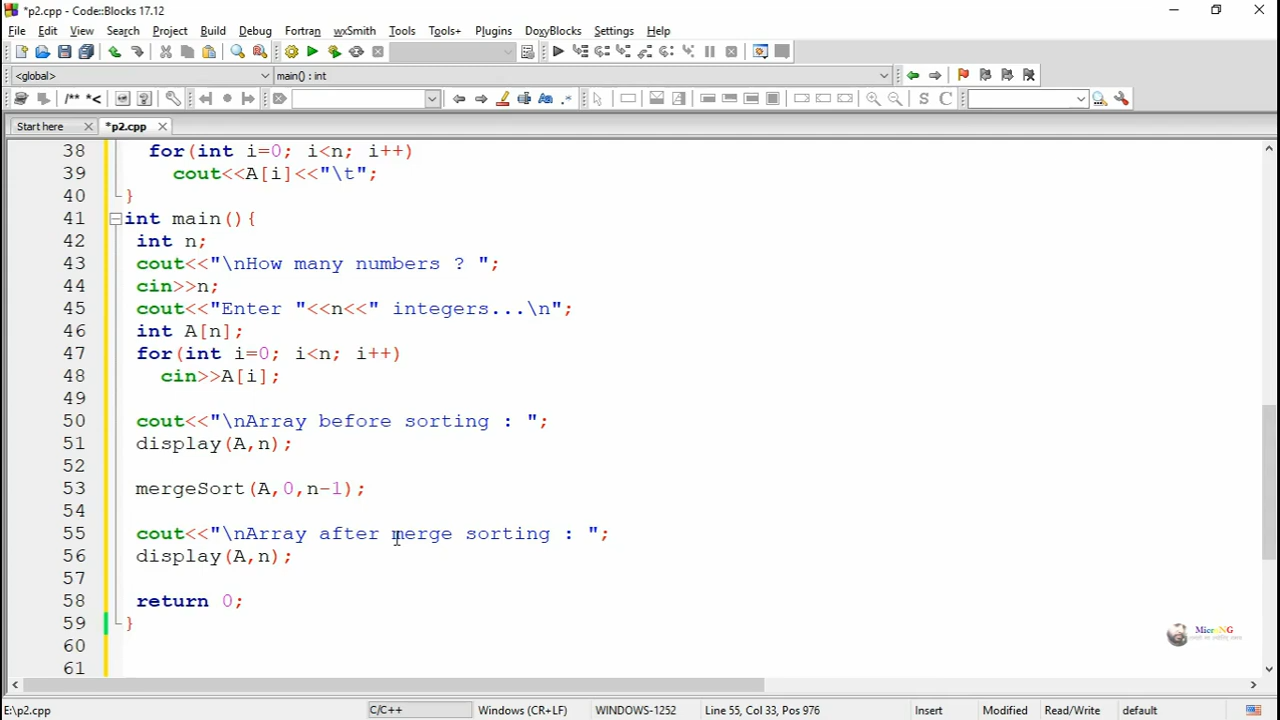 *p2.cpp - Code::Blocks 17.12
File Edit View Search Project Build Debug Fortran wxSmith Tools Tools+ Plugins DoxyBlocks Settings Help
<global> main() : int
/** *<
S C
Start here *p2.cpp
38 for(int i=0; i<n; i++)
39 cout<<A[i]<<"\t";
40 }
41 int main(){
42 int n;
43 cout<<"\nHow many numbers ? ";
44 cin>>n;
45 cout<<"Enter "<<n<<" integers...\n";
46 int A[n];
47 for(int i=0; i<n; i++)
48 cin>>A[i];
49
50 cout<<"\nArray before sorting : ";
51 display(A,n);
52
53 mergeSort(A,0,n-1);
54
55 cout<<"\nArray after merge sorting : ";
56 display(A,n);
57
58 return 0;
59 }
60
61
E:\p2.cpp C/C++ Windows (CR+LF) WINDOWS-1252 Line 55, Col 33, Pos 976 Insert Modified Read/Write default